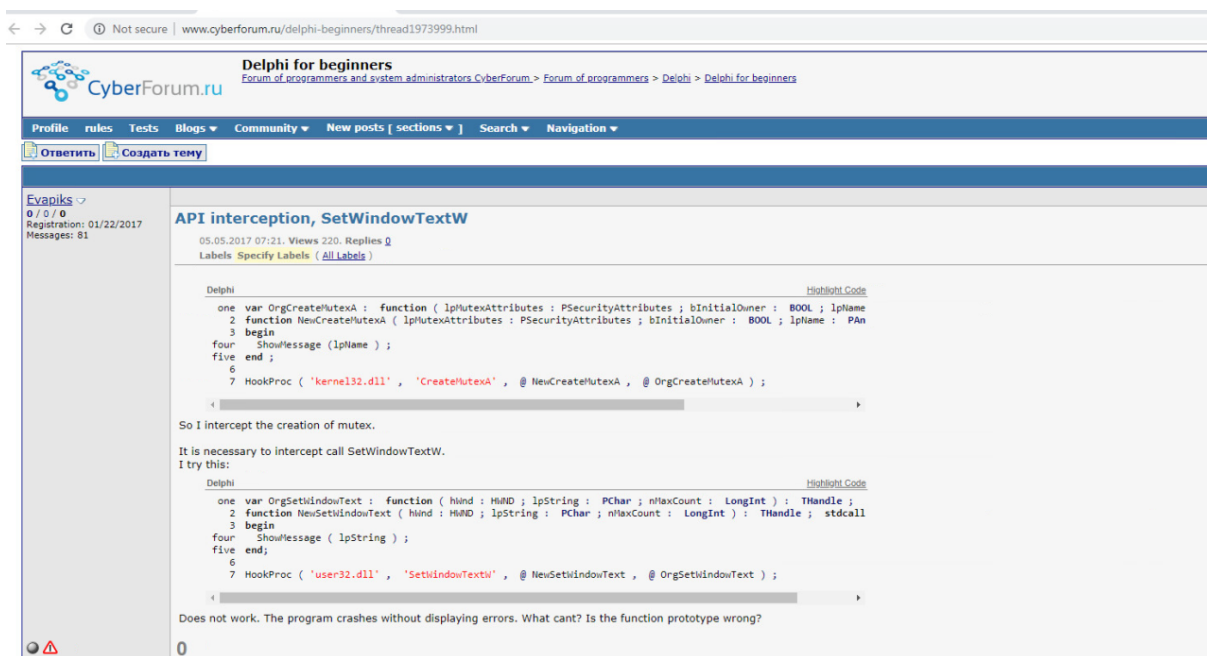 Not secure | www.cyberforum.ru/delphi-beginners/thread1973999.html
CyberForum.ru
Delphi for beginners
Forum of programmers and system administrators CyberForum > Forum of programmers > Delphi > Delphi for beginners
Profile rules Tests Blogs Community New posts [ sections ] Search Navigation
Ответить Создать тему
Evapiks
0 / 0 / 0
Registration: 01/22/2017
Messages: 81
API interception, SetWindowTextW
05.05.2017 07:21. Views 220. Replies 0
Labels Specify Labels ( All Labels )
Delphi Highlight Code
one var OrgCreateMutexA : function ( lpMutexAttributes : PSecurityAttributes ; bInitialOwner : BOOL ; lpName
2 function NewCreateMutexA ( lpMutexAttributes : PSecurityAttributes ; bInitialOwner : BOOL ; lpName : PAn
3 begin
four ShowMessage (lpName ) ;
five end ;
6
7 HookProc ( 'kernel32.dll' , 'CreateMutexA' , @ NewCreateMutexA , @ OrgCreateMutexA ) ;
So I intercept the creation of mutex.
It is necessary to intercept call SetWindowTextW.
I try this:
Delphi Highlight Code
one var OrgSetWindowText : function ( hWnd : HWND ; lpString : PChar ; nMaxCount : LongInt ) : THandle ;
2 function NewSetWindowText ( hWnd : HWND ; lpString : PChar ; nMaxCount : LongInt ) : THandle ; stdcall
3 begin
four ShowMessage ( lpString ) ;
five end;
6
7 HookProc ( 'user32.dll' , 'SetWindowTextW' , @ NewSetWindowText , @ OrgSetWindowText ) ;
Does not work. The program crashes without displaying errors. What cant? Is the function prototype wrong?
0